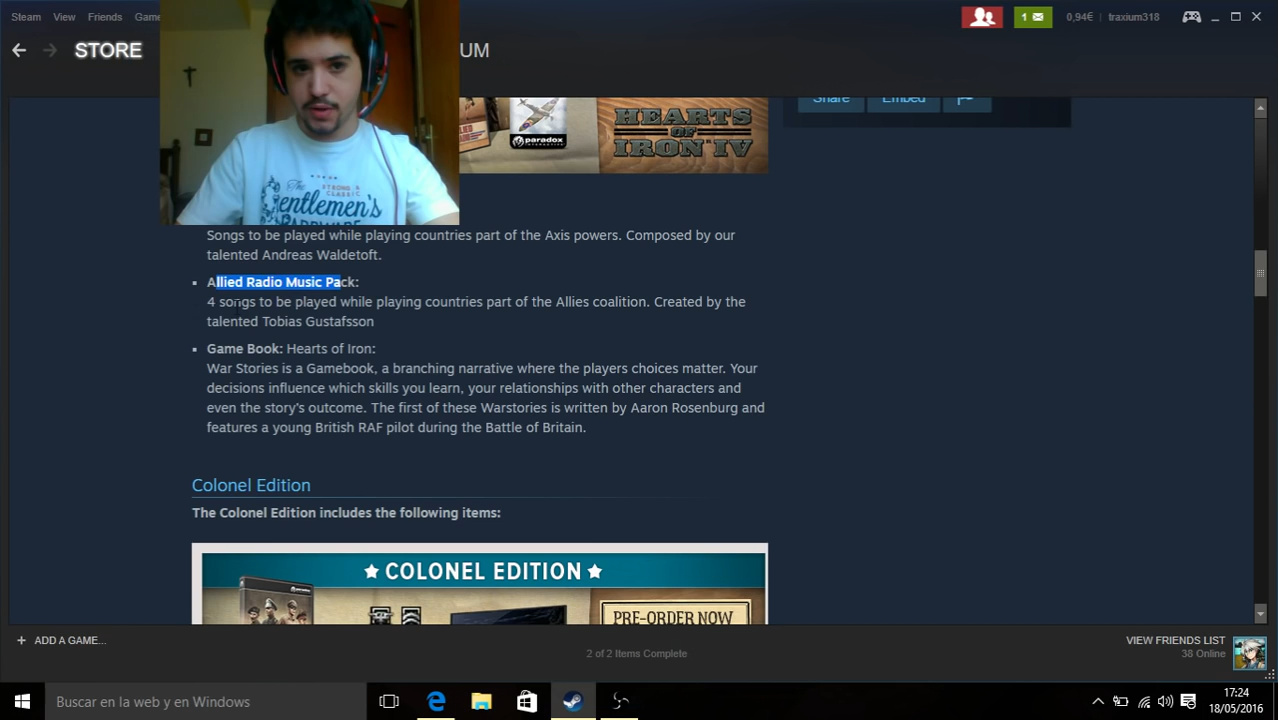 Steam View Friends Game
1 0,94€ traxium318
STORE UM
Share Embed
HEARTS
OF
IRON IV
paradox
The
STRONG &
CLASSIC
Gentlemen's
HARDWARE
Songs to be played while playing countries part of the Axis powers. Composed by our
talented Andreas Waldetoft.
Allied Radio Music Pack:
4 songs to be played while playing countries part of the Allies coalition. Created by the
talented Tobias Gustafsson
Game Book: Hearts of Iron:
War Stories is a Gamebook, a branching narrative where the players choices matter. Your
decisions influence which skills you learn, your relationships with other characters and
even the story's outcome. The first of these Warstories is written by Aaron Rosenburg and
features a young British RAF pilot during the Battle of Britain.
Colonel Edition
The Colonel Edition includes the following items:
★ COLONEL EDITION ★
PRE-ORDER NOW
+ ADD A GAME...
2 of 2 Items Complete
VIEW FRIENDS LIST
38 Online
Buscar en la web y en Windows
17:24
18/05/2016